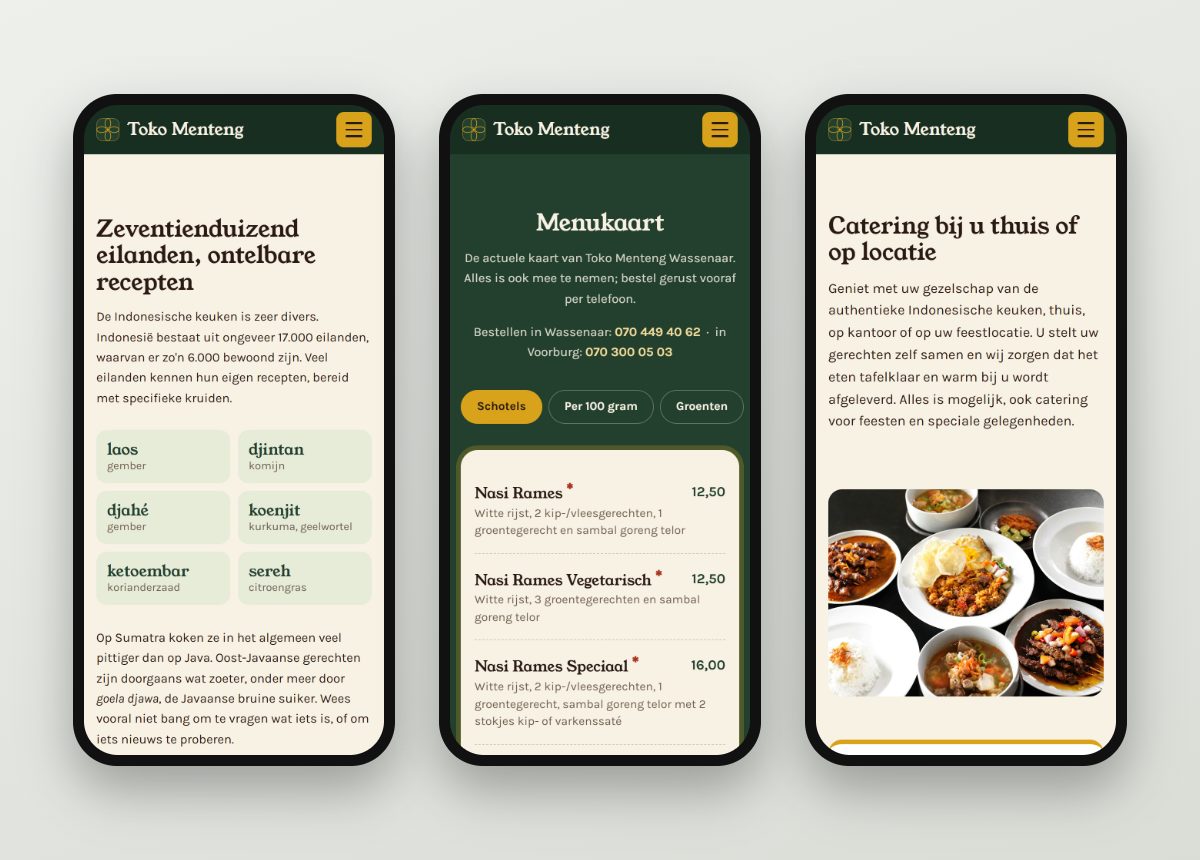 Toko Menteng
Zeventienduizend
eilanden, ontelbare
recepten
De Indonesische keuken is zeer divers.
Indonesië bestaat uit ongeveer 17.000 eilanden,
waarvan er zo'n 6.000 bewoond zijn. Veel
eilanden kennen hun eigen recepten, bereid
met specifieke kruiden.
laos
gember
djintan
komijn
djahé
gember
koenjit
kurkuma, geelwortel
ketoembar
korianderzaad
sereh
citroengras
Op Sumatra koken ze in het algemeen veel
pittiger dan op Java. Oost-Javaanse gerechten
zijn doorgaans wat zoeter, onder meer door
goela djawa, de Javaanse bruine suiker. Wees
vooral niet bang om te vragen wat iets is, of om
iets nieuws te proberen.
Toko Menteng
Menukaart
De actuele kaart van Toko Menteng Wassenaar.
Alles is ook mee te nemen; bestel gerust vooraf
per telefoon.
Bestellen in Wassenaar: 070 449 40 62 · in
Voorburg: 070 300 05 03
Schotels
Per 100 gram
Groenten
Nasi Rames * 12,50
Witte rijst, 2 kip-/vleesgerechten, 1
groentegerecht en sambal goreng telor
Nasi Rames Vegetarisch * 12,50
Witte rijst, 3 groentegerechten en sambal
goreng telor
Nasi Rames Speciaal * 16,00
Witte rijst, 2 kip-/vleesgerechten, 1
groentegerecht, sambal goreng telor met 2
stokjes kip- of varkenssaté
Toko Menteng
Catering bij u thuis of
op locatie
Geniet met uw gezelschap van de
authentieke Indonesische keuken, thuis,
op kantoor of op uw feestlocatie. U stelt uw
gerechten zelf samen en wij zorgen dat het
eten tafelklaar en warm bij u wordt
afgeleverd. Alles is mogelijk, ook catering
voor feesten en speciale gelegenheden.